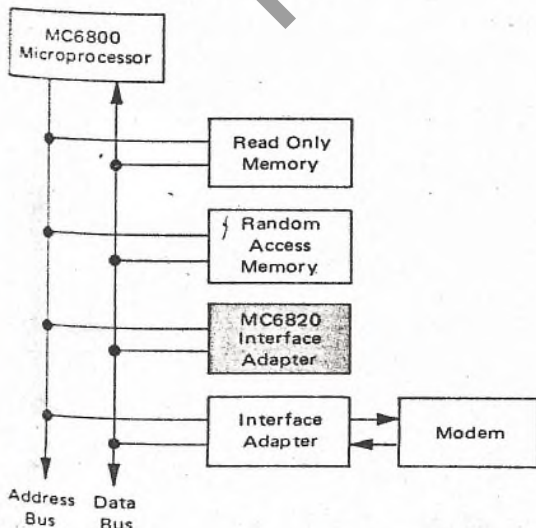 MC6800
Microprocessor
Read Only
Memory
Random
Access
Memory
MC6820
Interface
Adapter
Interface
Adapter
Modem
Address
Bus
Data
Bus